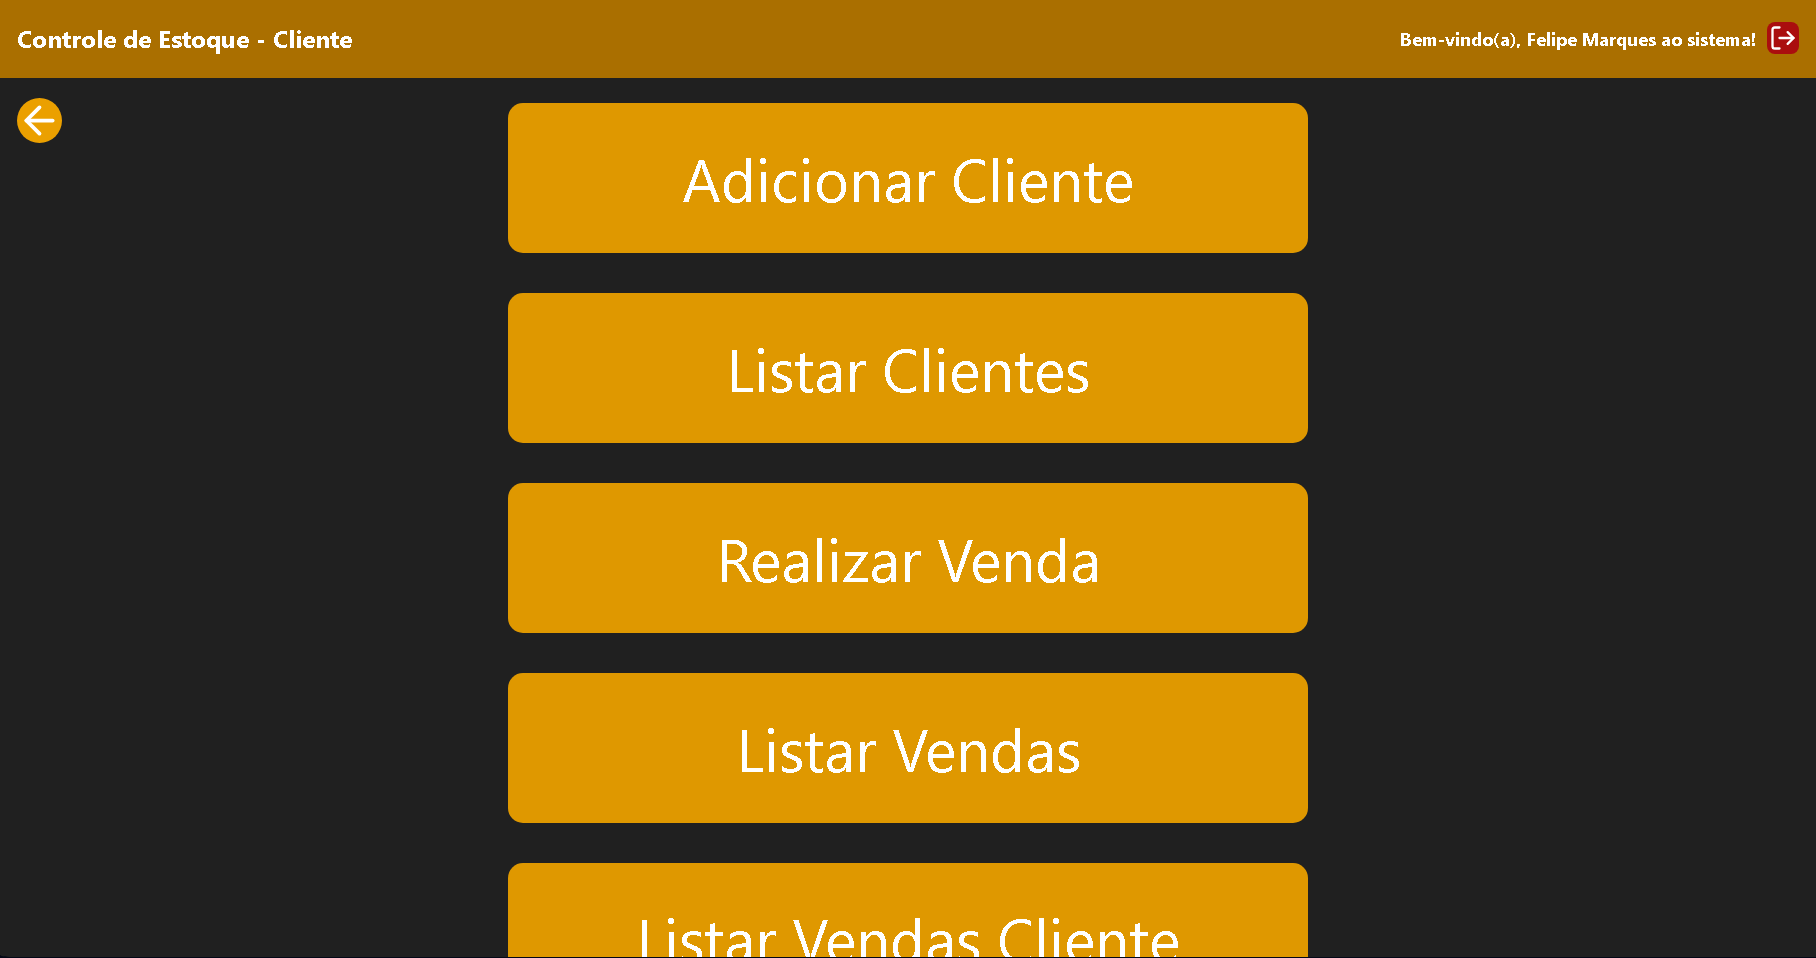 Controle de Estoque - Cliente
Bem-vindo(a), Felipe Marques ao sistema!
Adicionar Cliente
Listar Clientes
Realizar Venda
Listar Vendas
Listar Vendas Cliente